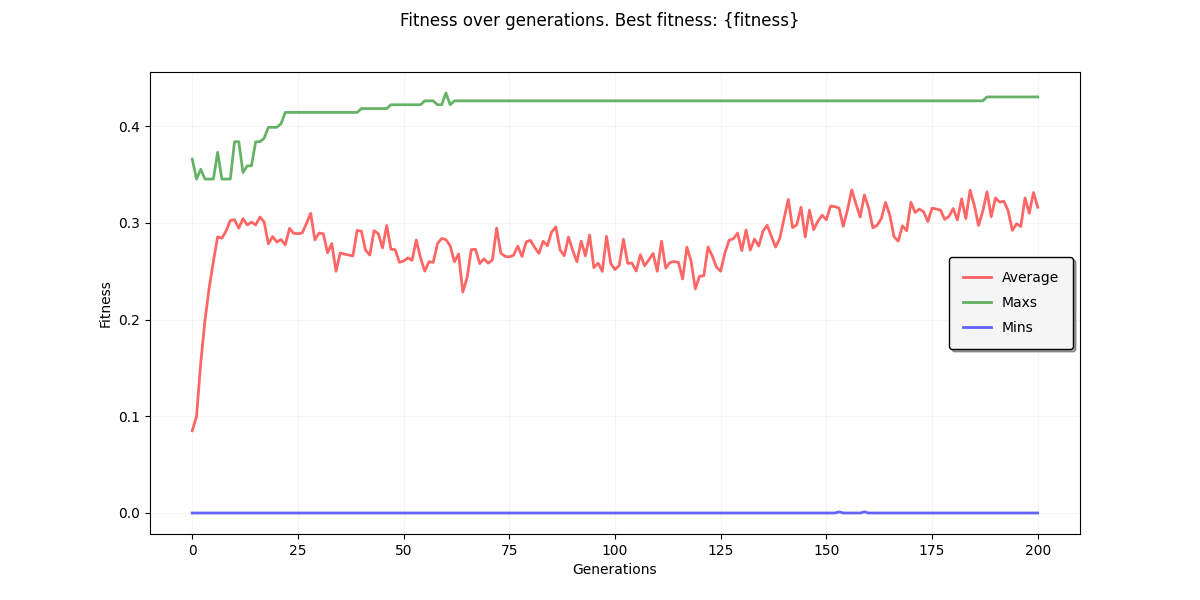 Fitness over generations. Best fitness: {fitness}
0.4
0.3
0.2
0.1
0.0
Fitness
Average
Maxs
Mins
0 25 50 75 100 125 150 175 200
Generations